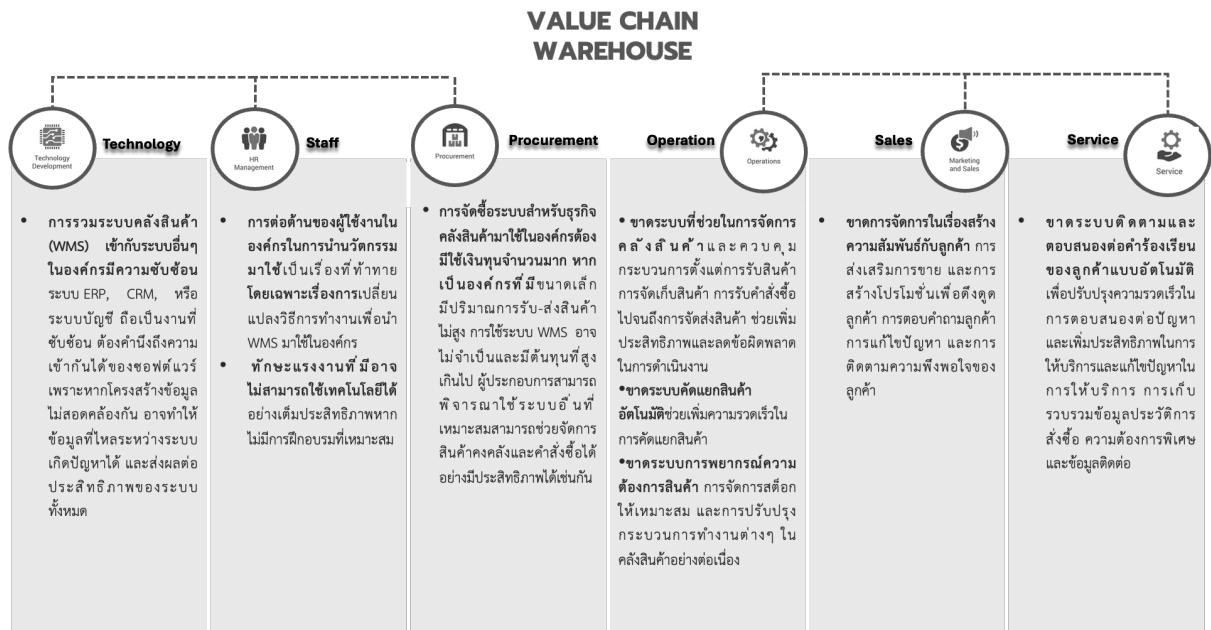 VALUE CHAIN
WAREHOUSE
Technology
Development
Technology
• การรวมระบบคลังสินค้า
(WMS) เข้ากับระบบอื่นๆ
ในองค์กรมีความซับซ้อน
ระบบ ERP, CRM, หรือ
ระบบบัญชี ถือเป็นงานที่
ซับซ้อน ต้องคำนึงถึงความ
เข้ากันได้ของซอฟต์แวร์
เพราะหากโครงสร้างข้อมูล
ไม่สอดคล้องกัน อาจทำให้
ข้อมูลที่ไหลระหว่างระบบ
เกิดปัญหาได้ และส่งผลต่อ
ประสิทธิภาพของระบบ
ทั้งหมด
HR
Management
Staff
• การต่อต้านของผู้ใช้งานใน
องค์กรในการนำนวัตกรรม
มาใช้เป็นเรื่องที่ท้าทาย
โดยเฉพาะเรื่องการเปลี่ยน
แปลงวิธีการทำงานเพื่อนำ
WMS มาใช้ในองค์กร
• ทักษะแรงงานที่มีอาจ
ไม่สามารถใช้เทคโนโลยีได้
อย่างเต็มประสิทธิภาพหาก
ไม่มีการฝึกอบรมที่เหมาะสม
Procurement
Procurement
• การจัดซื้อระบบสำหรับธุรกิจ
คลังสินค้ามาใช้ในองค์กรต้อง
มีใช้เงินทุนจำนวนมาก หาก
เป็นองค์กรที่มีขนาดเล็ก
มีปริมาณการรับ-ส่งสินค้า
ไม่สูง การใช้ระบบ WMS อาจ
ไม่จำเป็นและมีต้นทุนที่สูง
เกินไป ผู้ประกอบการสามารถ
พิจารณาใช้ระบบอื่นที่
เหมาะสมสามารถช่วยจัดการ
สินค้าคงคลังและคำสั่งซื้อได้
อย่างมีประสิทธิภาพได้เช่นกัน
Operation
Operations
• ขาดระบบที่ช่วยในการจัดการ
คลังสินค้าและควบคุม
กระบวนการตั้งแต่การรับสินค้า
การจัดเก็บสินค้า การรับคำสั่งซื้อ
ไปจนถึงการจัดส่งสินค้า ช่วยเพิ่ม
ประสิทธิภาพและลดข้อผิดพลาด
ในการดำเนินงาน
•ขาดระบบคัดแยกสินค้า
อัตโนมัติช่วยเพิ่มความรวดเร็วใน
การคัดแยกสินค้า
•ขาดระบบการพยากรณ์ความ
ต้องการสินค้า การจัดการสต็อก
ให้เหมาะสม และการปรับปรุง
กระบวนการทำงานต่างๆ ใน
คลังสินค้าอย่างต่อเนื่อง
Sales
Marketing
and Sales
• ขาดการจัดการในเรื่องสร้าง
ความสัมพันธ์กับลูกค้า การ
ส่งเสริมการขาย และการ
สร้างโปรโมชั่นเพื่อดึงดูด
ลูกค้า การตอบคำถามลูกค้า
การแก้ไขปัญหา และการ
ติดตามความพึงพอใจของ
ลูกค้า
Service
Service
• ขาดระบบติดตามและ
ตอบสนองต่อคำร้องเรียน
ของลูกค้าแบบอัตโนมัติ
เพื่อปรับปรุงความรวดเร็วใน
การตอบสนองต่อปัญหา
และเพิ่มประสิทธิภาพในการ
ให้บริการและแก้ไขปัญหาใน
การให้บริการ การเก็บ
รวบรวมข้อมูลประวัติการ
สั่งซื้อ ความต้องการพิเศษ
และข้อมูลติดต่อ